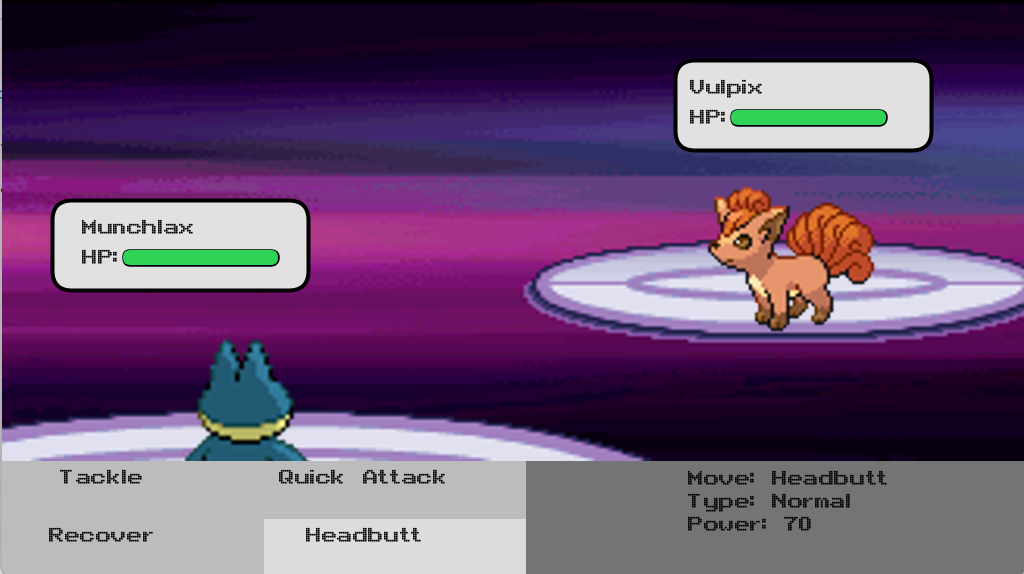 Vulpix
HP:
Munchlax
HP:
Tackle
Quick Attack
Recover
Headbutt
Move: Headbutt
Type: Normal
Power: 70